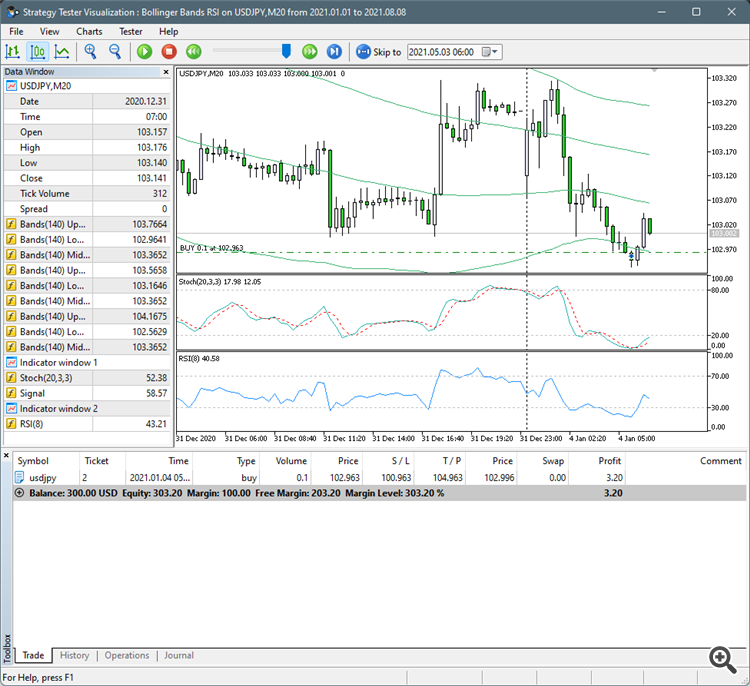 Strategy Tester Visualization : Bollinger Bands RSI on USDJPY,M20 from 2021.01.01 to 2021.08.08
File View Charts Tester Help
Skip to 2021.05.03 06:00
Data Window
USDJPY,M20
Date 2020.12.31
Time 07:00
Open 103.157
High 103.176
Low 103.140
Close 103.141
Tick Volume 312
Spread 0
Bands(140) Up... 103.7664
Bands(140) Lo... 102.9641
Bands(140) Mid... 103.3652
Bands(140) Up... 103.5658
Bands(140) Lo... 103.1646
Bands(140) Mid... 103.3652
Bands(140) Up... 104.1675
Bands(140) Lo... 102.5629
Bands(140) Mid... 103.3652
Indicator window 1
Stoch(20,3,3) 52.38
Signal 58.57
Indicator window 2
RSI(8) 43.21
USDJPY,M20 103.033 103.033 103.000 103.001 0
103.320
103.270
103.220
103.170
103.120
103.070
103.020
103.002
102.970
BUY 0.1 at 102.963
Stoch(20,3,3) 17.98 12.05
100.00
80.00
20.00
0.00
RSI(8) 40.58
100.00
70.00
30.00
0.00
31 Dec 2020 31 Dec 06:00 31 Dec 08:40 31 Dec 11:20 31 Dec 14:00 31 Dec 16:40 31 Dec 19:20 31 Dec 23:00 4 Jan 02:20 4 Jan 05:00
Symbol Ticket Time Type Volume Price S / L T / P Price Swap Profit Comment
usdjpy 2 2021.01.04 05... buy 0.1 102.963 100.963 104.963 102.996 0.00 3.20
Balance: 300.00 USD Equity: 303.20 Margin: 100.00 Free Margin: 203.20 Margin Level: 303.20 % 3.20
Toolbox
Trade History Operations Journal
For Help, press F1